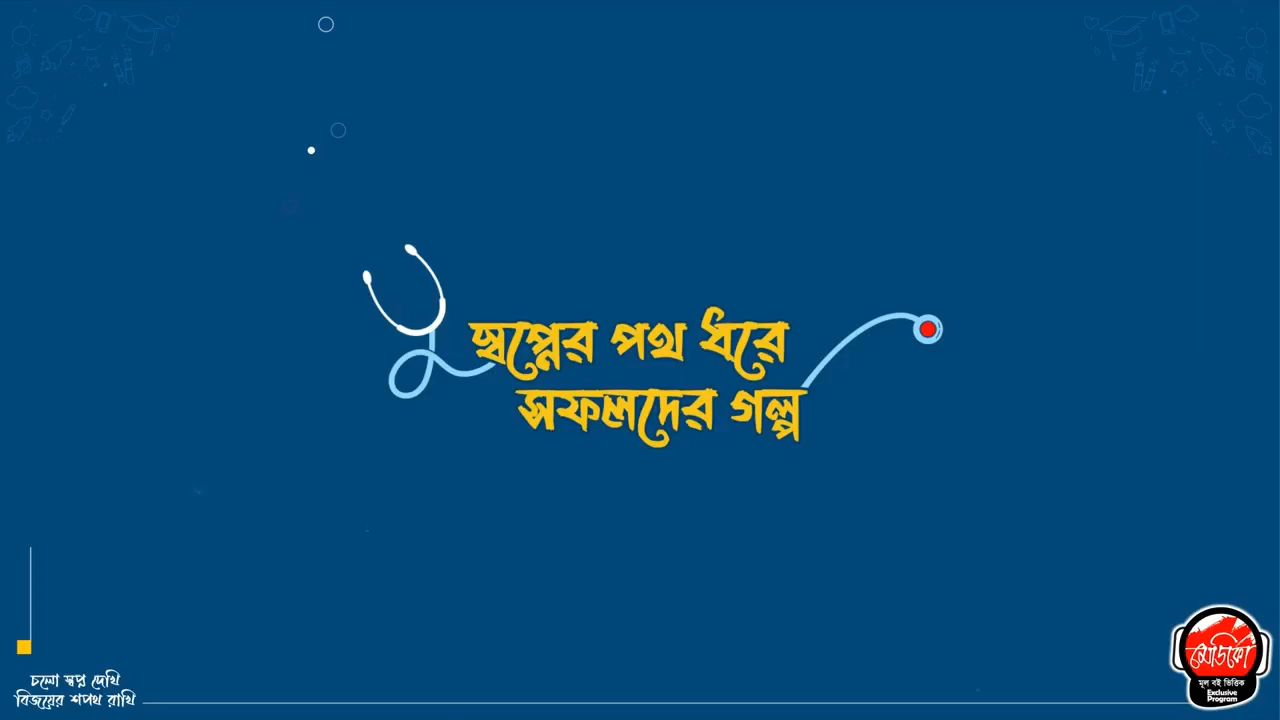 স্বপ্নের পথ ধরে
সফলদের গল্প
চলো স্বপ্ন দেখি
বিজয়ের শপথ রাখি
মেডিকো
মূল বই ভিত্তিক
Exclusive
Program